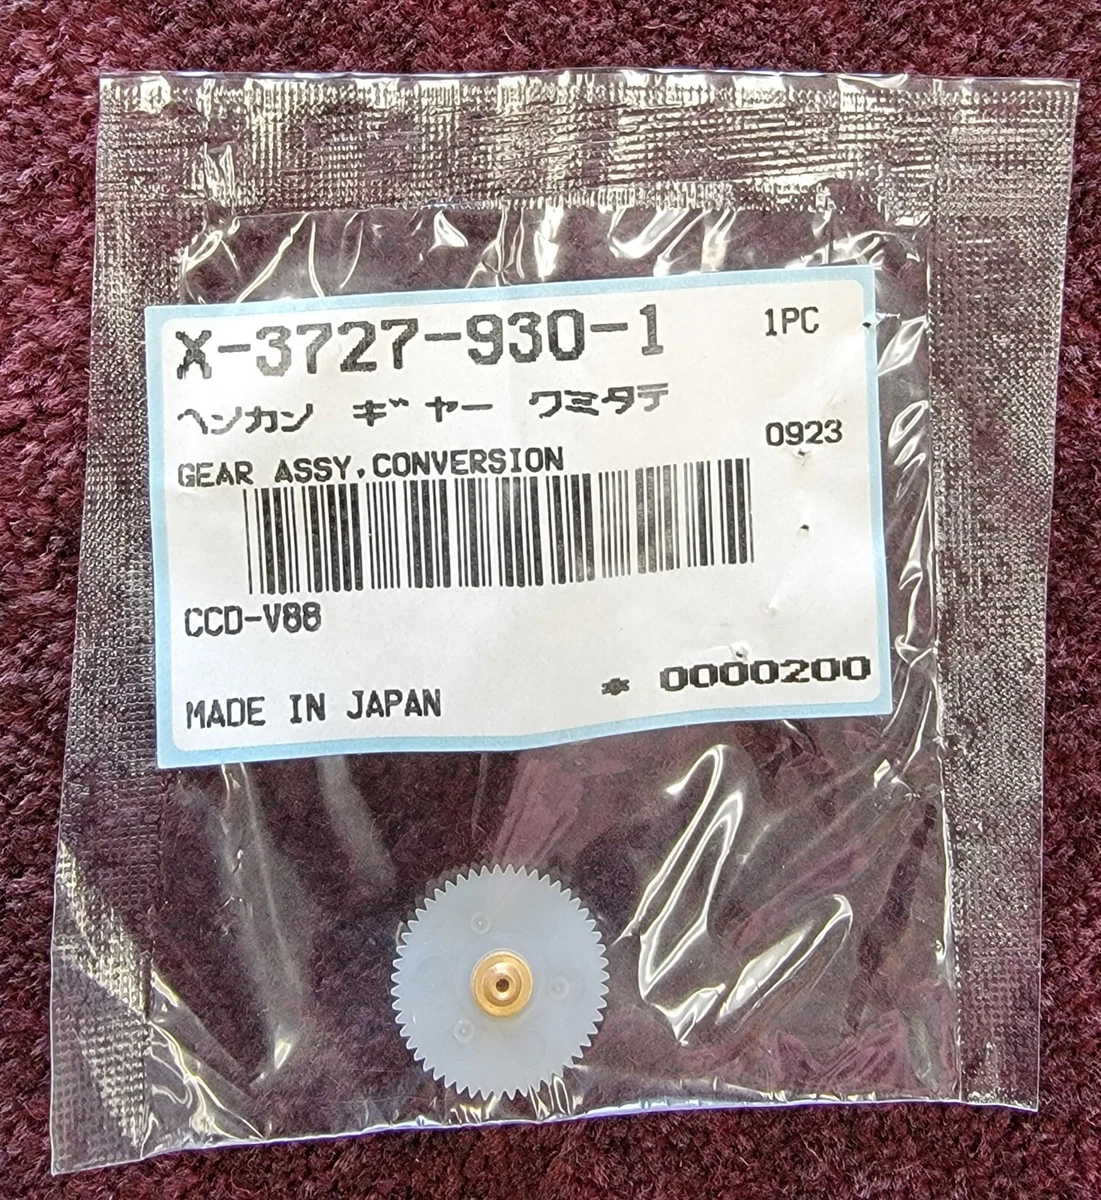 X-3727-930-1 1PC
ヘンカン ギヤー クミタテ
0923
GEAR ASSY,CONVERSION
CCD-V88
* 0000200
MADE IN JAPAN